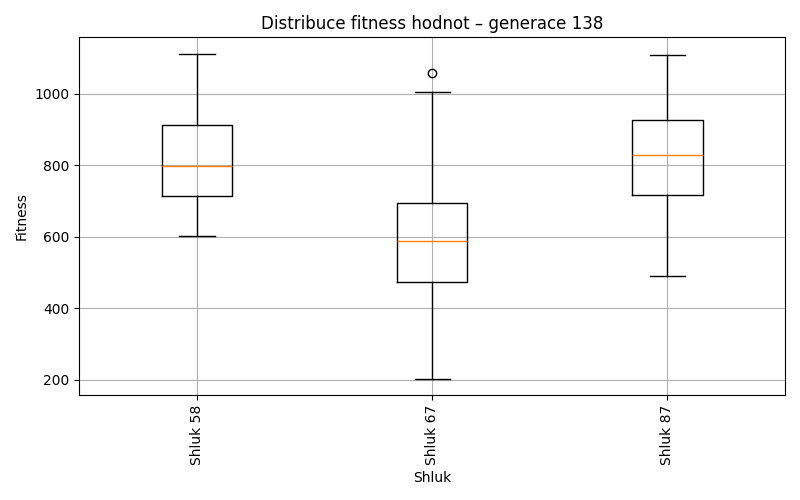 Distribuce fitness hodnot – generace 138
Fitness
1000
800
600
400
200
Shluk 58
Shluk 67
Shluk 87
Shluk